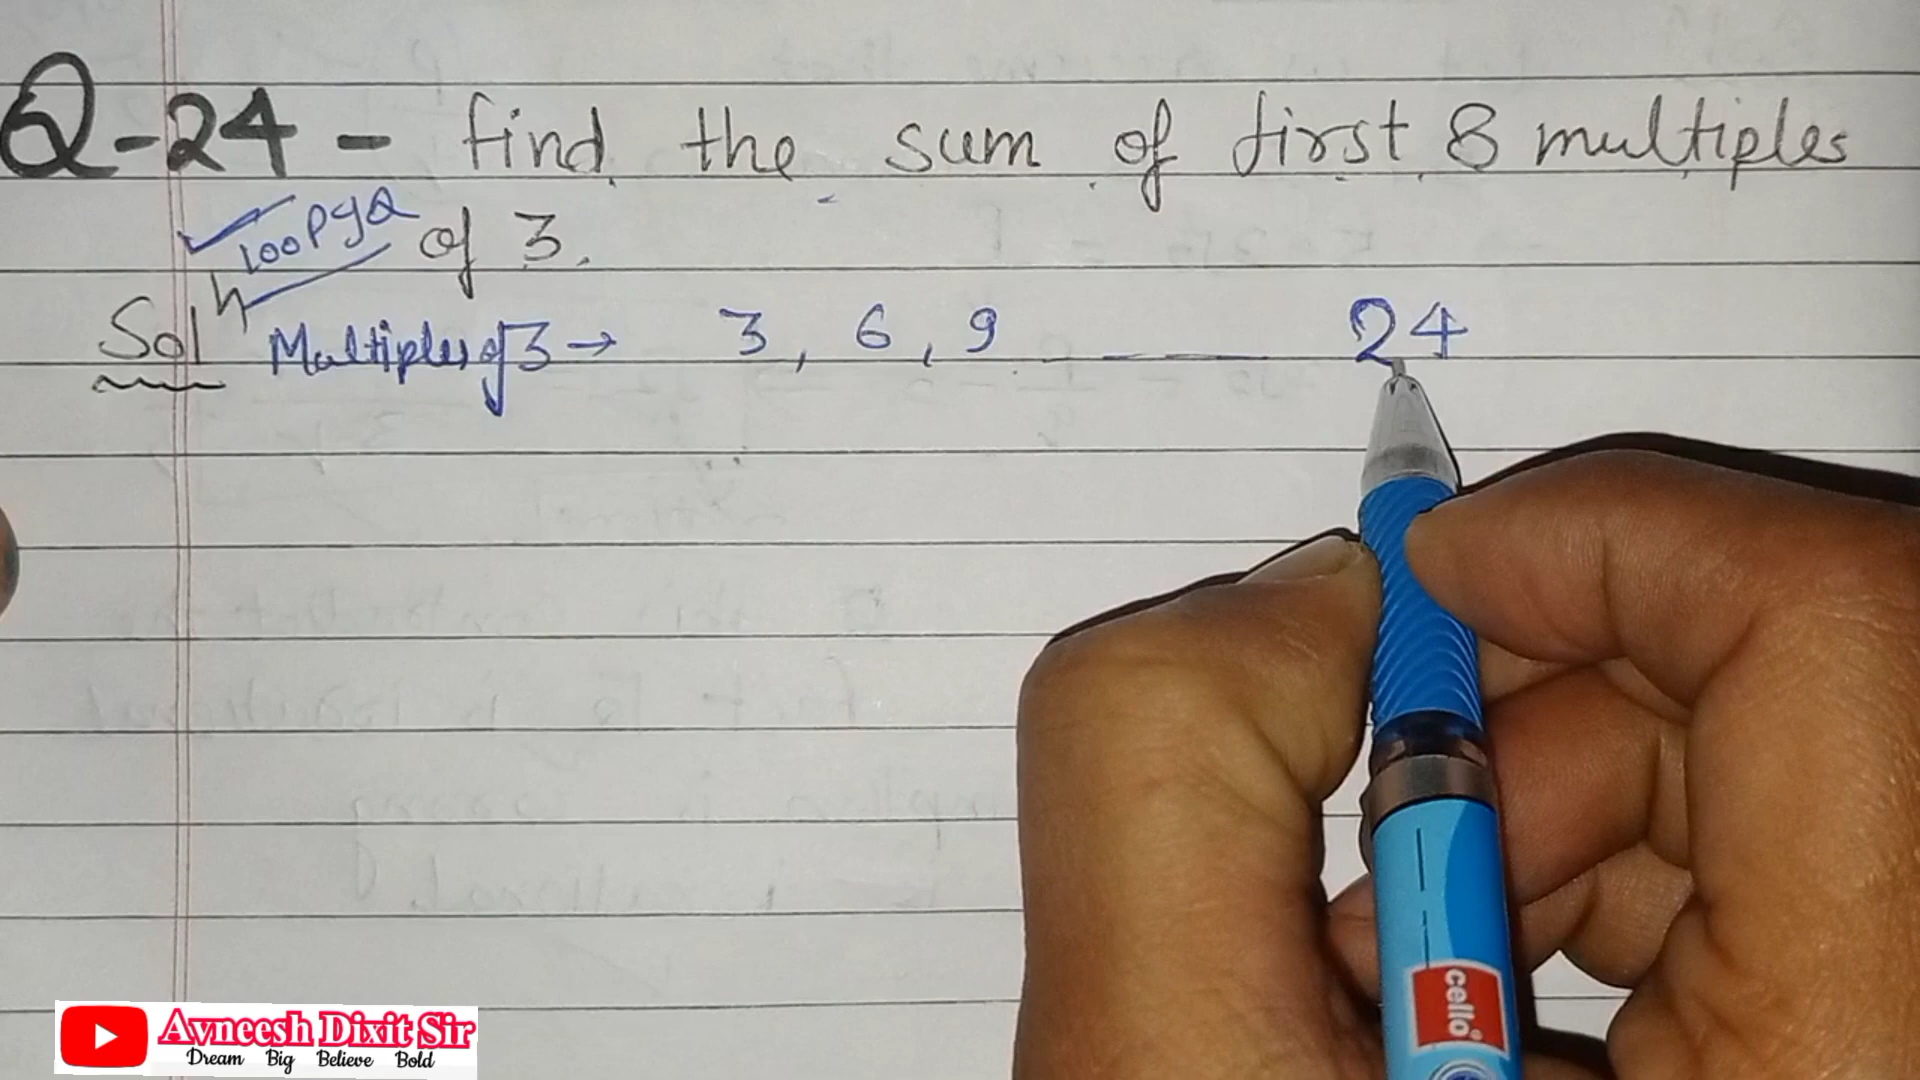 Q-24 - find the sum of first 8 multiples
✓100 PYQ of 3.
Solⁿ Multiples of 3 → 3, 6, 9 - - - 24
cello
Avneesh Dixit Sir
Dream Big Believe Bold